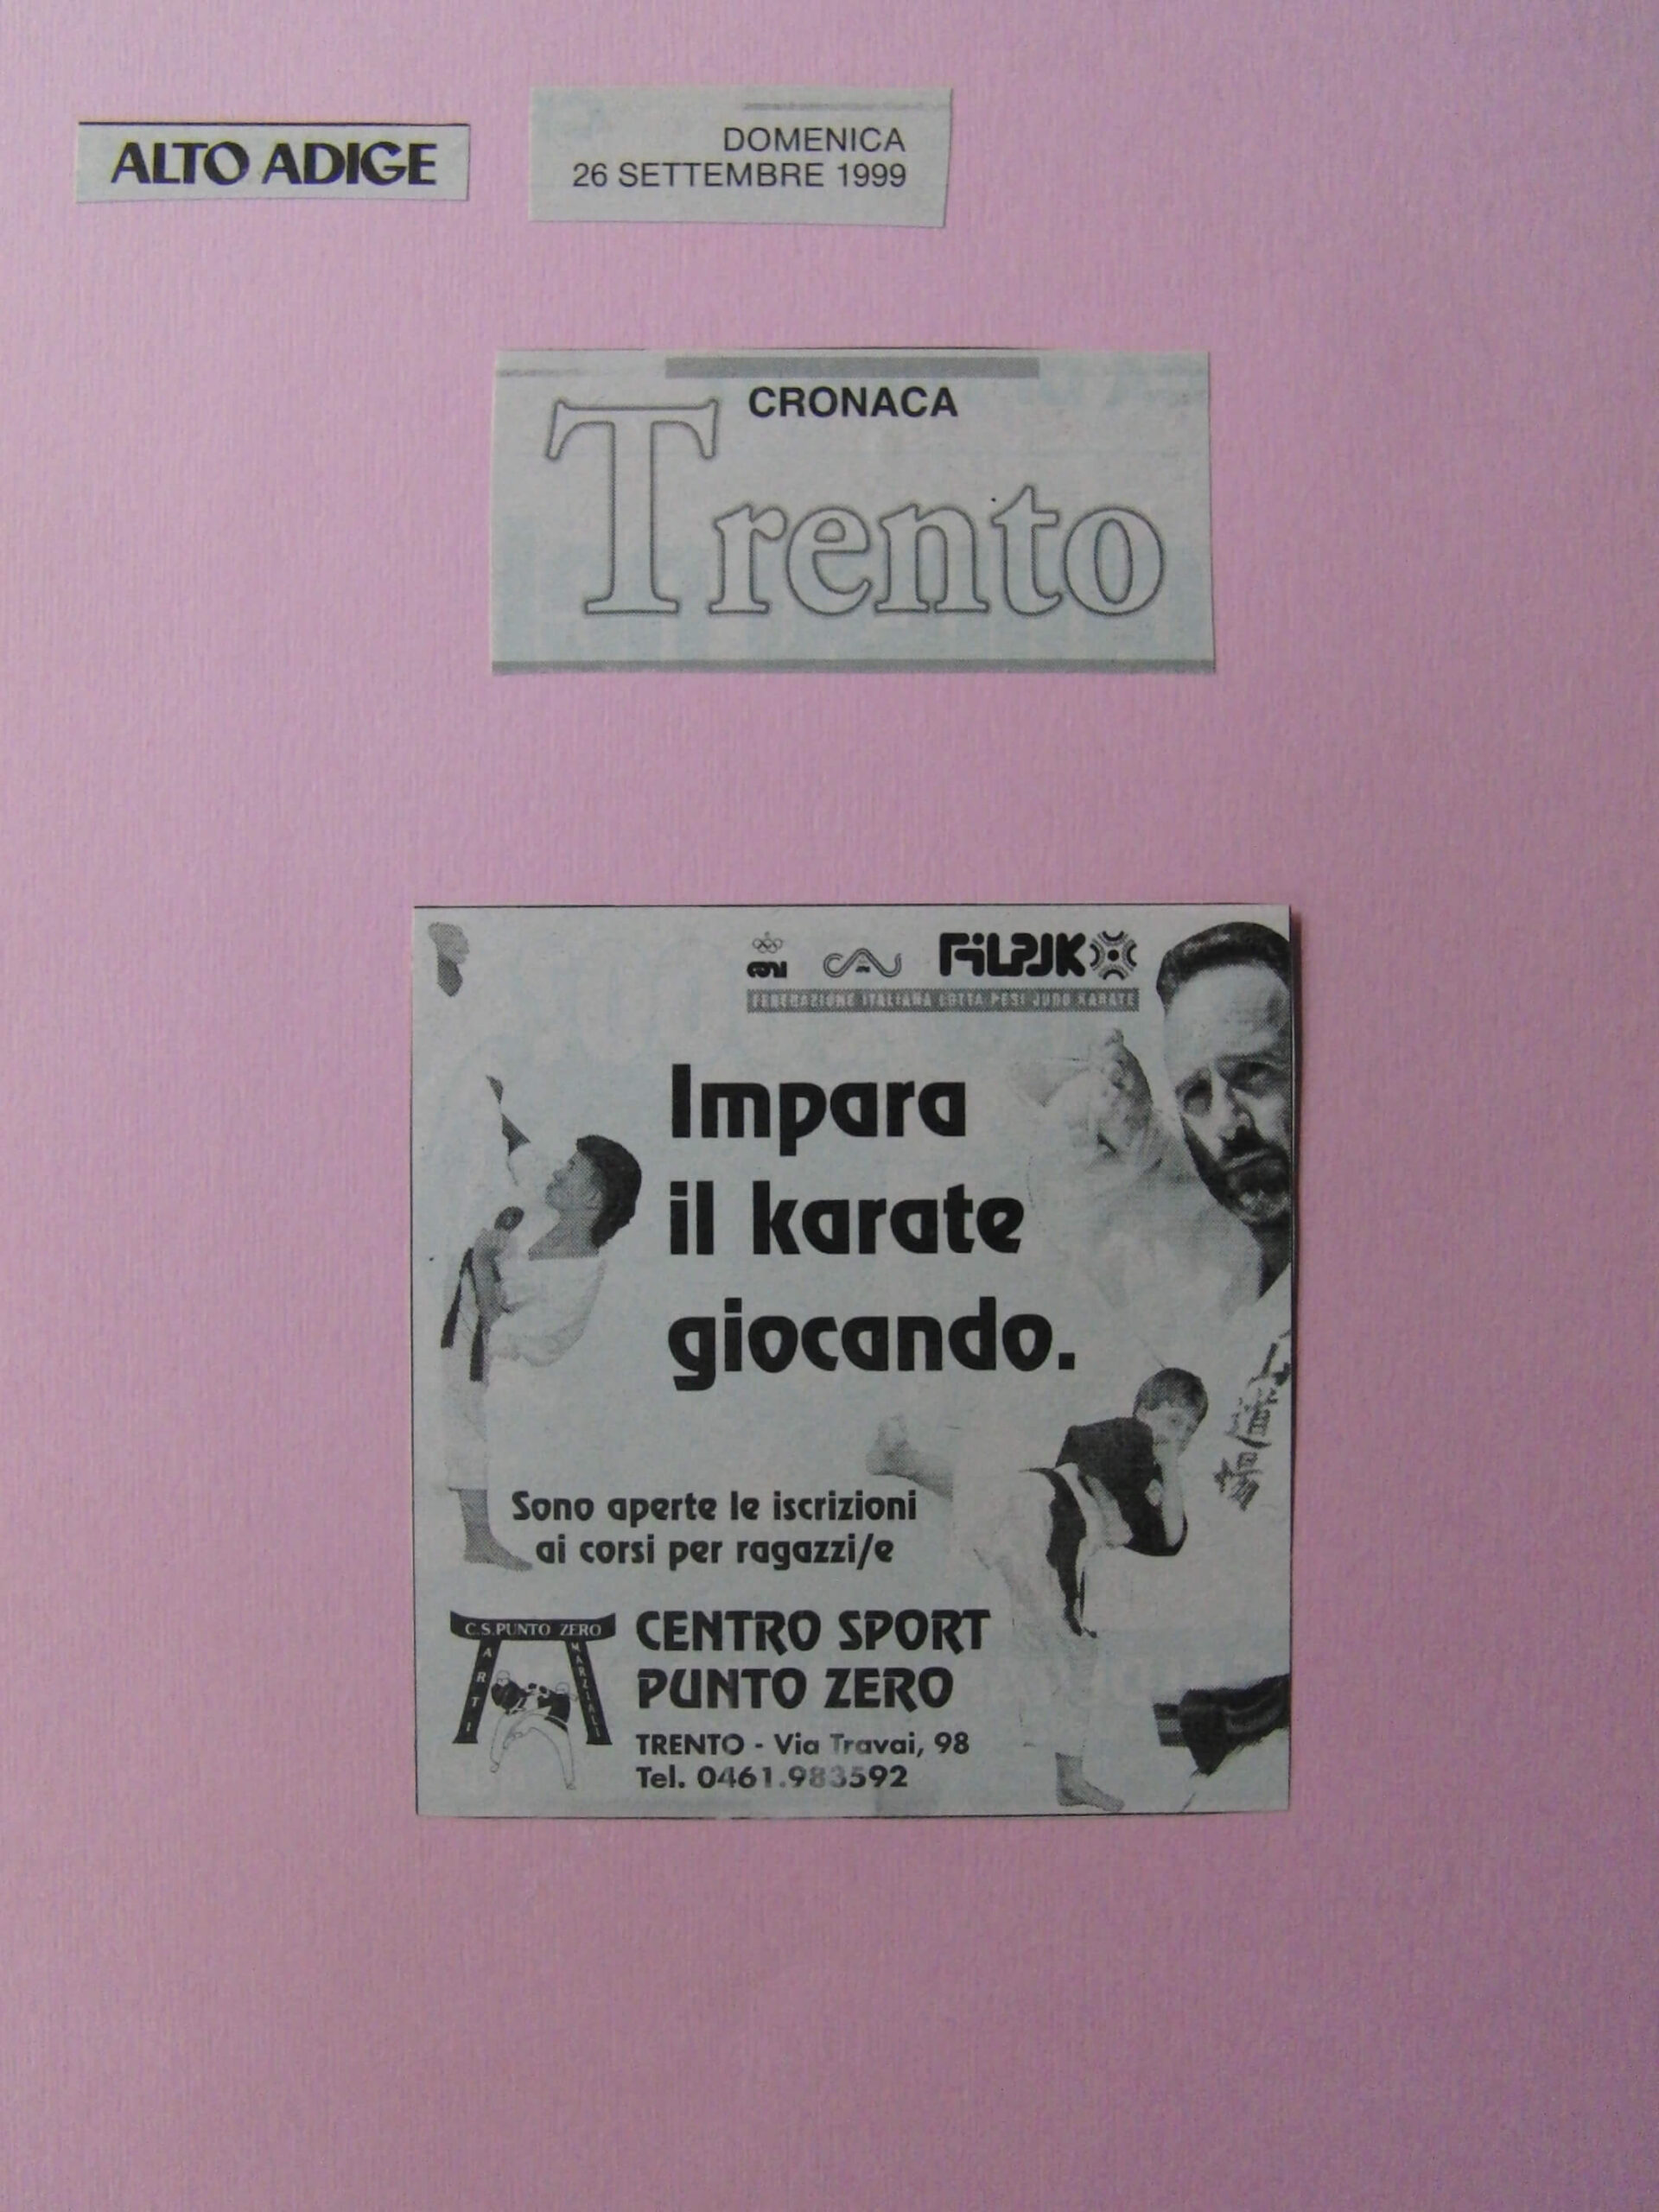 ALTO ADIGE
DOMENICA
26 SETTEMBRE 1999
CRONACA
Trento
FILPJK
FEDERAZIONE ITALIANA LOTTA PESI JUDO KARATE
Impara
il karate
giocando.
Sono aperte le iscrizioni
ai corsi per ragazzi/e
C.S.PUNTO ZERO
ARTI
MARZIALI
CENTRO SPORT
PUNTO ZERO
TRENTO - Via Travai, 98
Tel. 0461.983592